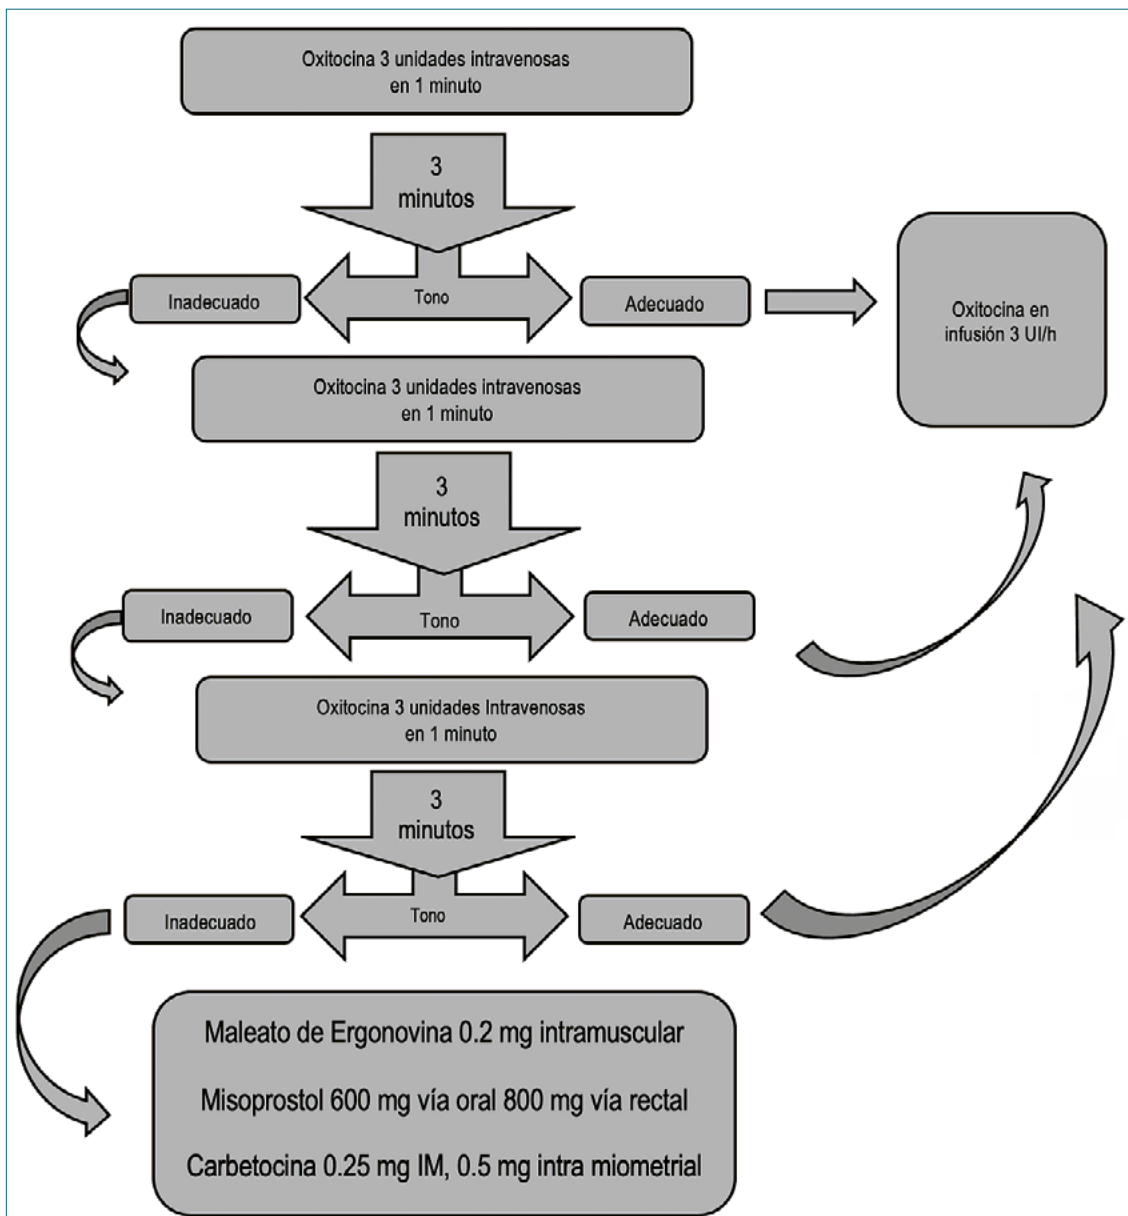 Oxitocina 3 unidades intravenosas
en 1 minuto
3
minutos
Inadecuado
Tono
Adecuado
Oxitocina en
infusión 3 UI/h
Oxitocina 3 unidades intravenosas
en 1 minuto
3
minutos
Inadecuado
Tono
Adecuado
Oxitocina 3 unidades Intravenosas
en 1 minuto
3
minutos
Inadecuado
Tono
Adecuado
Maleato de Ergonovina 0.2 mg intramuscular
Misoprostol 600 mg vía oral 800 mg vía rectal
Carbetocina 0.25 mg IM, 0.5 mg intra miometrial